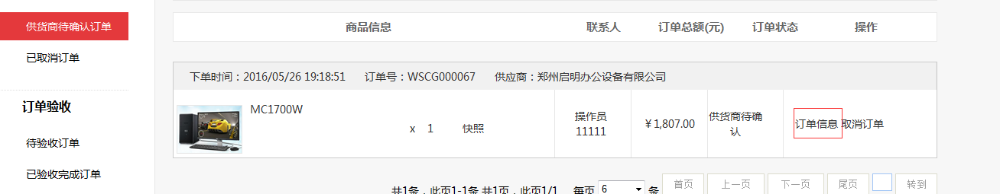 供货商待确认订单
已取消订单
订单验收
待验收订单
已验收完成订单
商品信息 联系人 订单总额(元) 订单状态 操作
下单时间：2016/05/26 19:18:51 订单号：WSCG000067 供应商：郑州启明办公设备有限公司
MC1700W
x 1 快照
操作员
11111
￥1,807.00
供货商待确
认
订单信息 取消订单
共1条，此页1-1条 共1页，此页1/1 每页 6 条 首页 上一页 下一页 尾页 转到